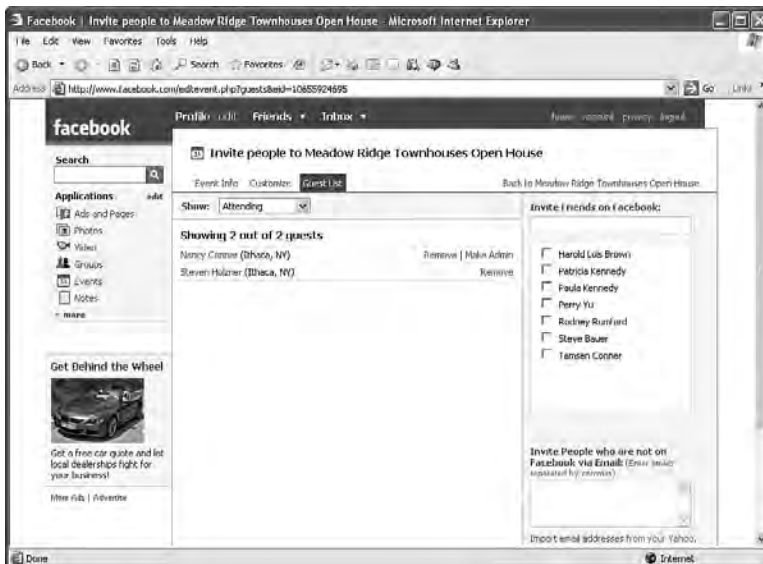 Facebook | Invite people to Meadow Ridge Townhouses Open House - Microsoft Internet Explorer
File Edit View Favorites Tools Help
Back Search Favorites
Address http://www.facebook.com/editevent.php?guests&eid=10655924695 Go Links
facebook
Profile edit Friends Inbox home account privacy logout
Search
Applications edit
Ads and Pages
Photos
Video
Groups
Events
Notes
more
Get Behind the Wheel
Get a free car quote and let
local dealerships fight for
your business!
More Ads | Advertise
Invite people to Meadow Ridge Townhouses Open House
Event Info Customize Guest List Back to Meadow Ridge Townhouses Open House
Show: Attending
Showing 2 out of 2 guests
Nancy Conner (Ithaca, NY) Remove | Make Admin
Steven Holzner (Ithaca, NY) Remove
Invite Friends on Facebook:
Harold Luis Brown
Patricia Kennedy
Paula Kennedy
Perry Yu
Rodney Rumford
Steve Bauer
Tamsen Conner
Invite People who are not on
Facebook via Email: (Enter emails
separated by commas)
Import email addresses from your Yahoo,
Done Internet